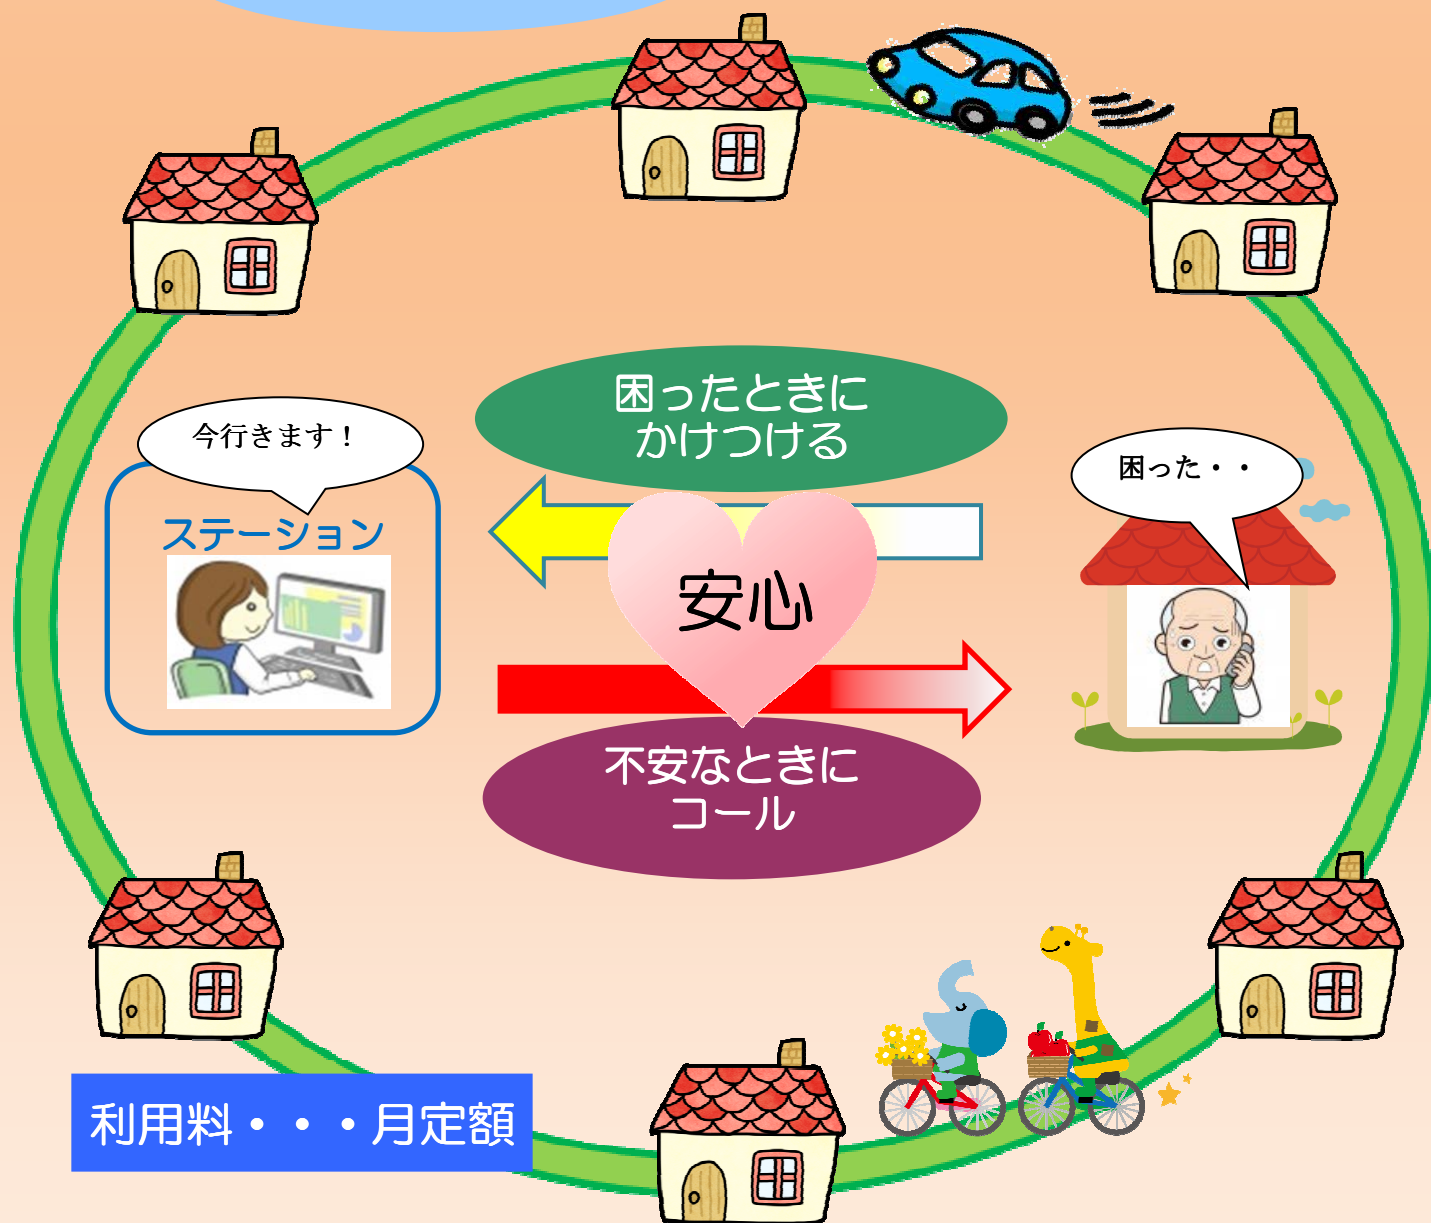 困ったときに
かけつける
今行きます！
困った・・
ステーション
安心
不安なときに
コール
利用料・・・月定額